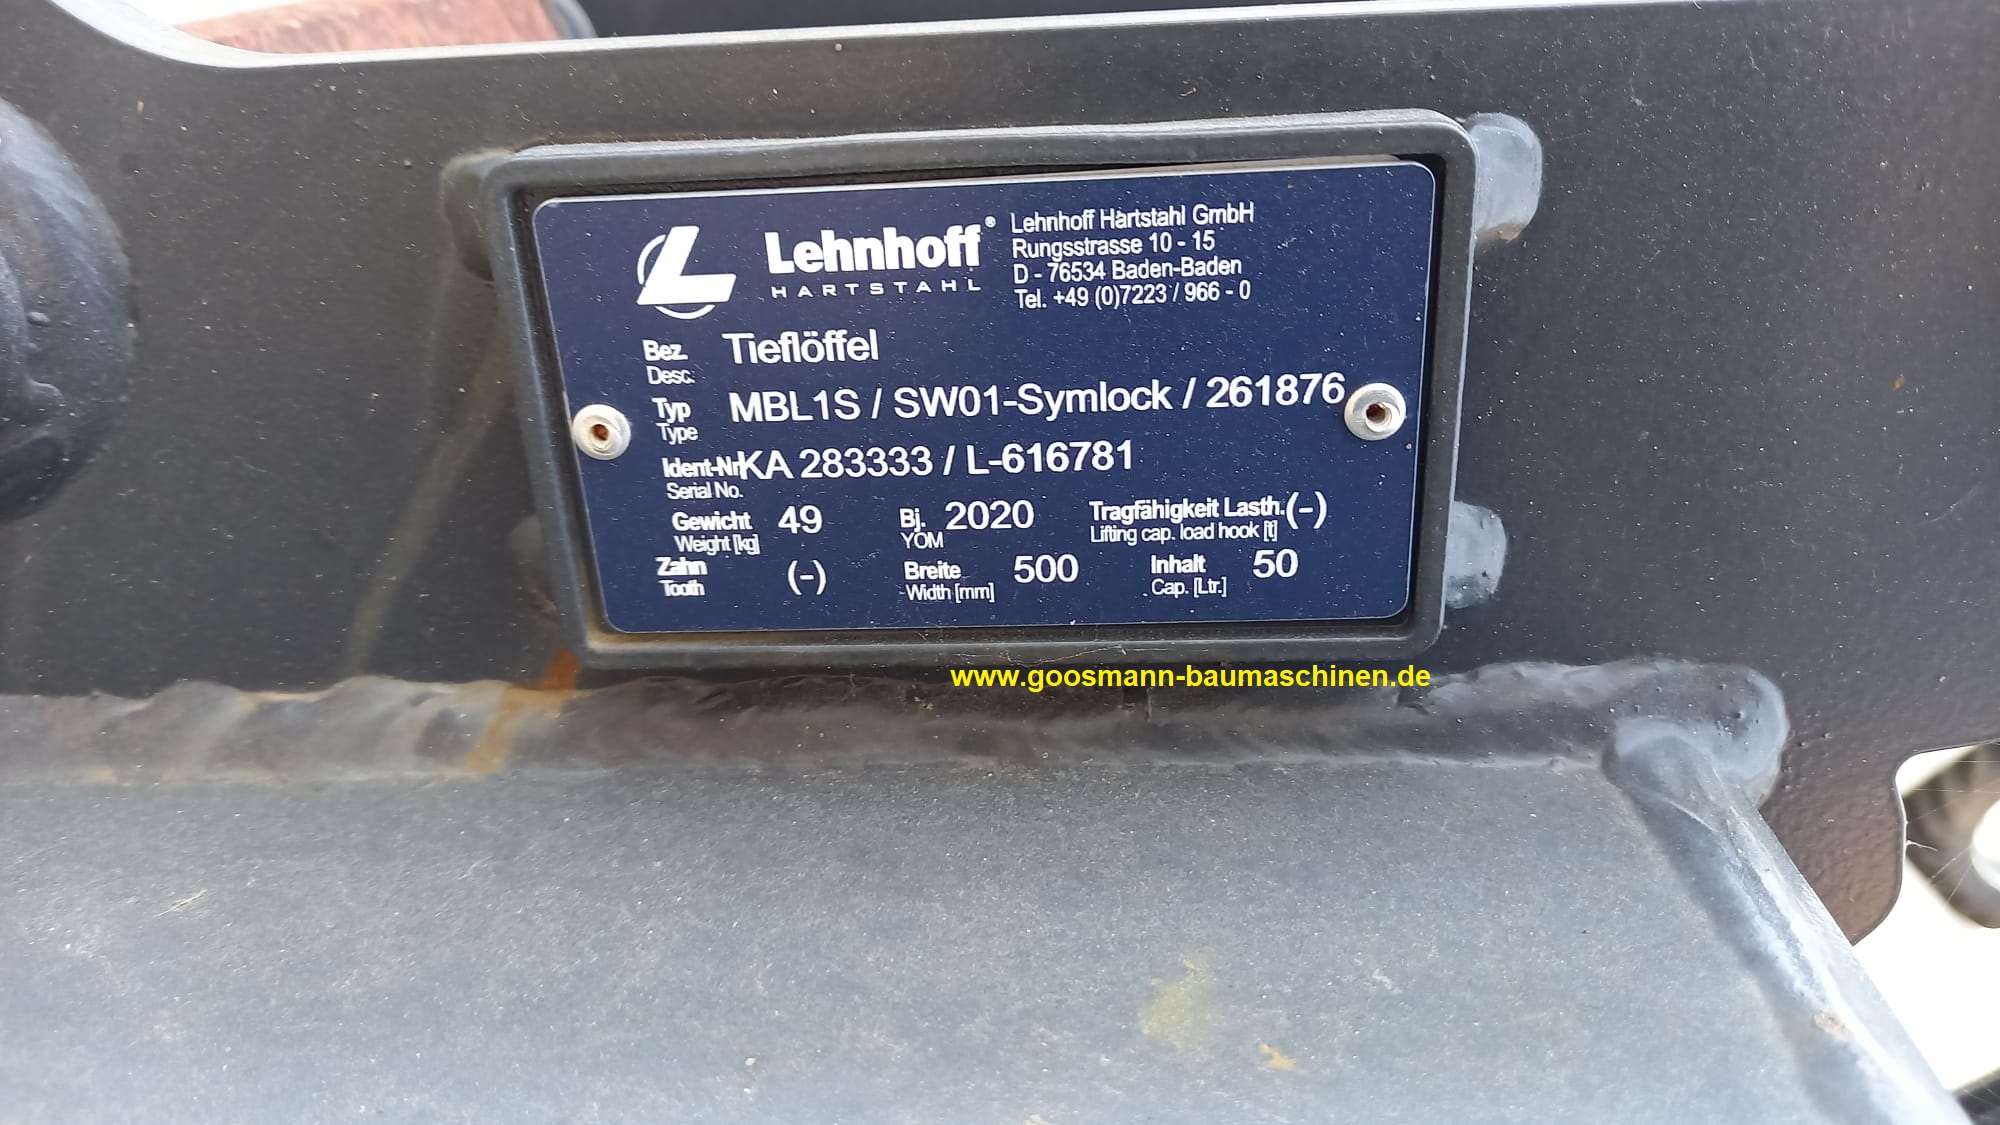 Lehnhoff®
HARTSTAHL
Lehnhoff Hartstahl GmbH
Rungsstrasse 10 - 15
D - 76534 Baden-Baden
Tel. +49 (0)7223 / 966 - 0
Bez. Tieflöffel
Desc.
Typ MBL1S / SW01-Symlock / 261876
Type
Ident-Nr. KA 283333 / L-616781
Serial No.
Gewicht 49 Bj. 2020 Tragfähigkeit Lasth. (-)
Weight [kg] YOM Lifting cap. load hook [t]
Zahn (-) Breite 500 Inhalt 50
Tooth Width [mm] Cap. [Ltr.]
www.goosmann-baumaschinen.de